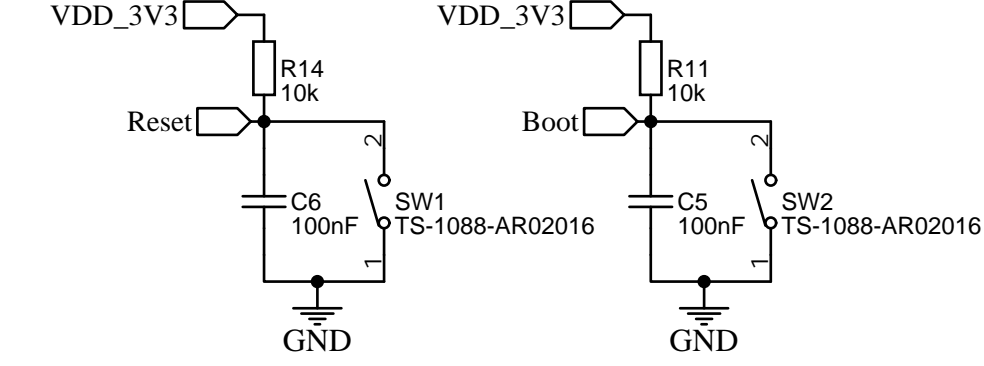 VDD_3V3
R14
10k
Reset
2
C6
100nF
SW1
TS-1088-AR02016
1
GND
VDD_3V3
R11
10k
Boot
2
C5
100nF
SW2
TS-1088-AR02016
1
GND